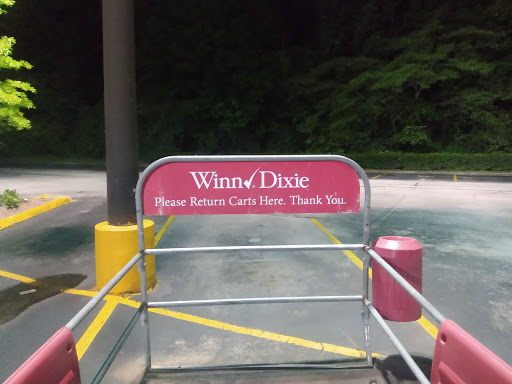 Winn✓Dixie
Please Return Carts Here. Thank You.